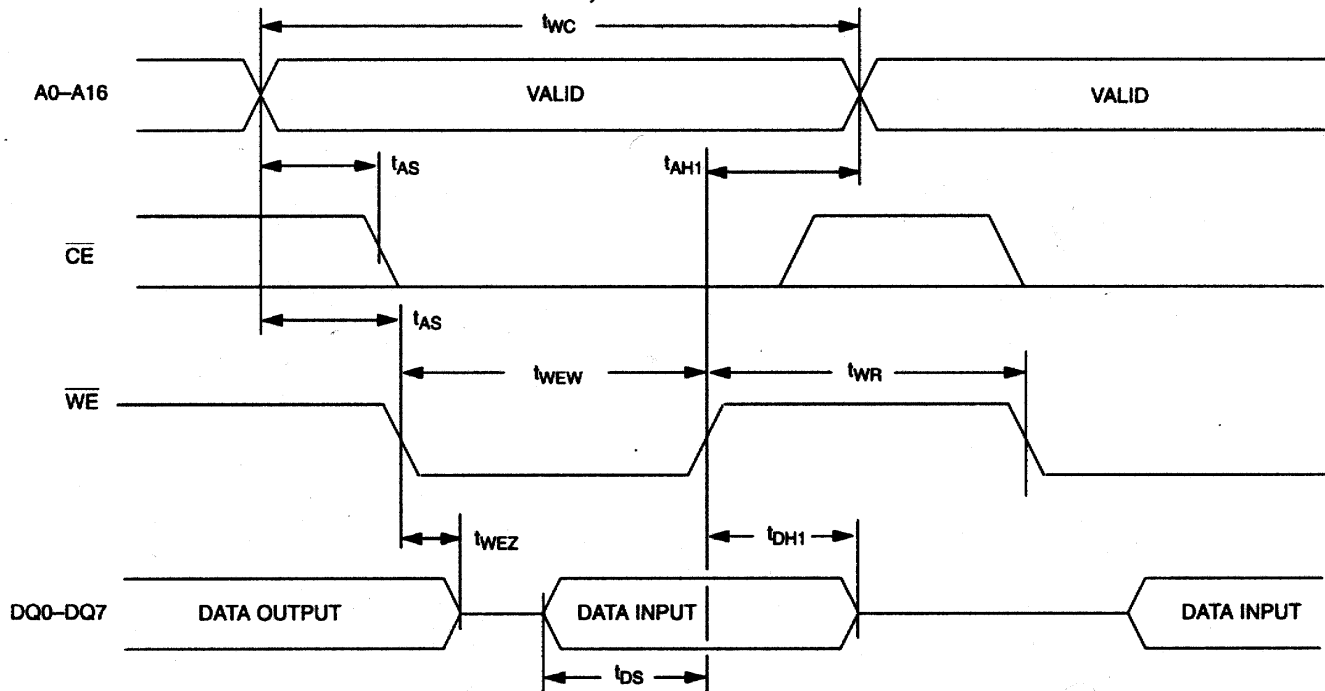 tWC
A0–A16 VALID VALID
tAS tAH1
CE
tAS
tWEW tWR
WE
tWEZ tDH1
DQ0–DQ7 DATA OUTPUT DATA INPUT DATA INPUT
tDS